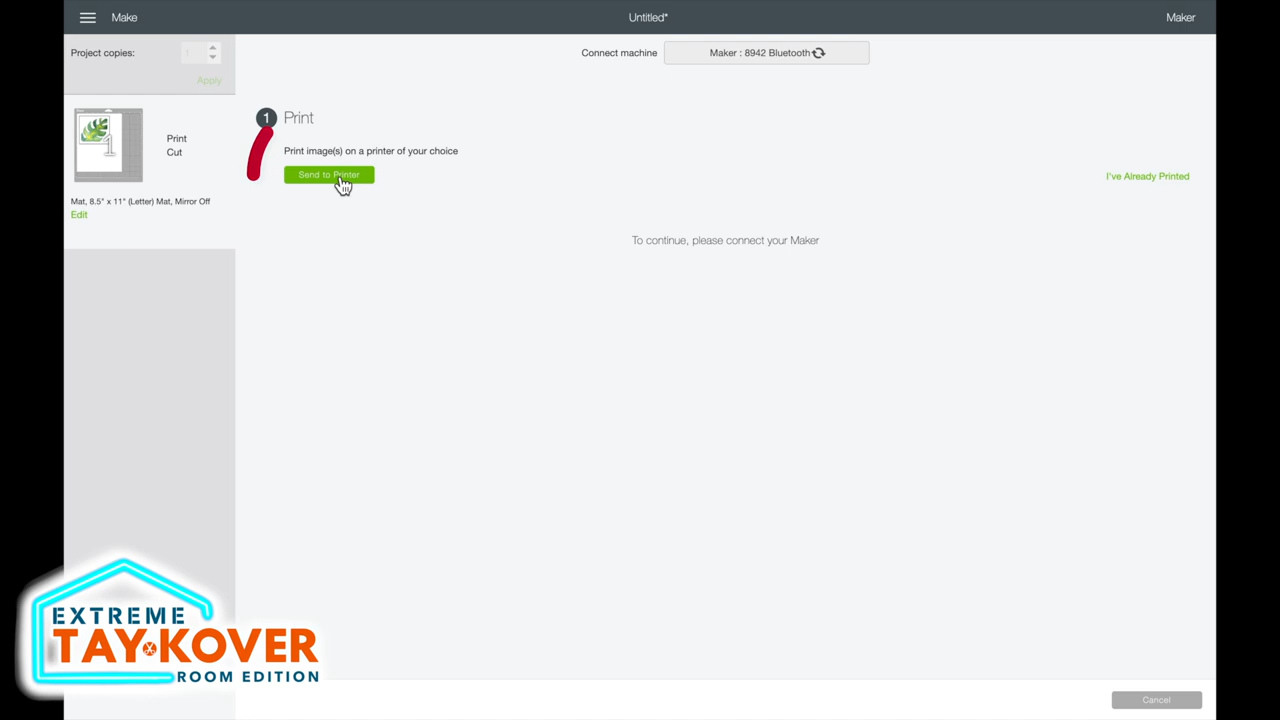 Make
Untitled*
Maker
Project copies:
1
Apply
Connect machine
Maker : 8942 Bluetooth
Print
Cut
Mat, 8.5" x 11" (Letter) Mat, Mirror Off
Edit
1 Print
Print image(s) on a printer of your choice
Send to Printer
I've Already Printed
To continue, please connect your Maker
EXTREME
TAY-KOVER
ROOM EDITION
Cancel